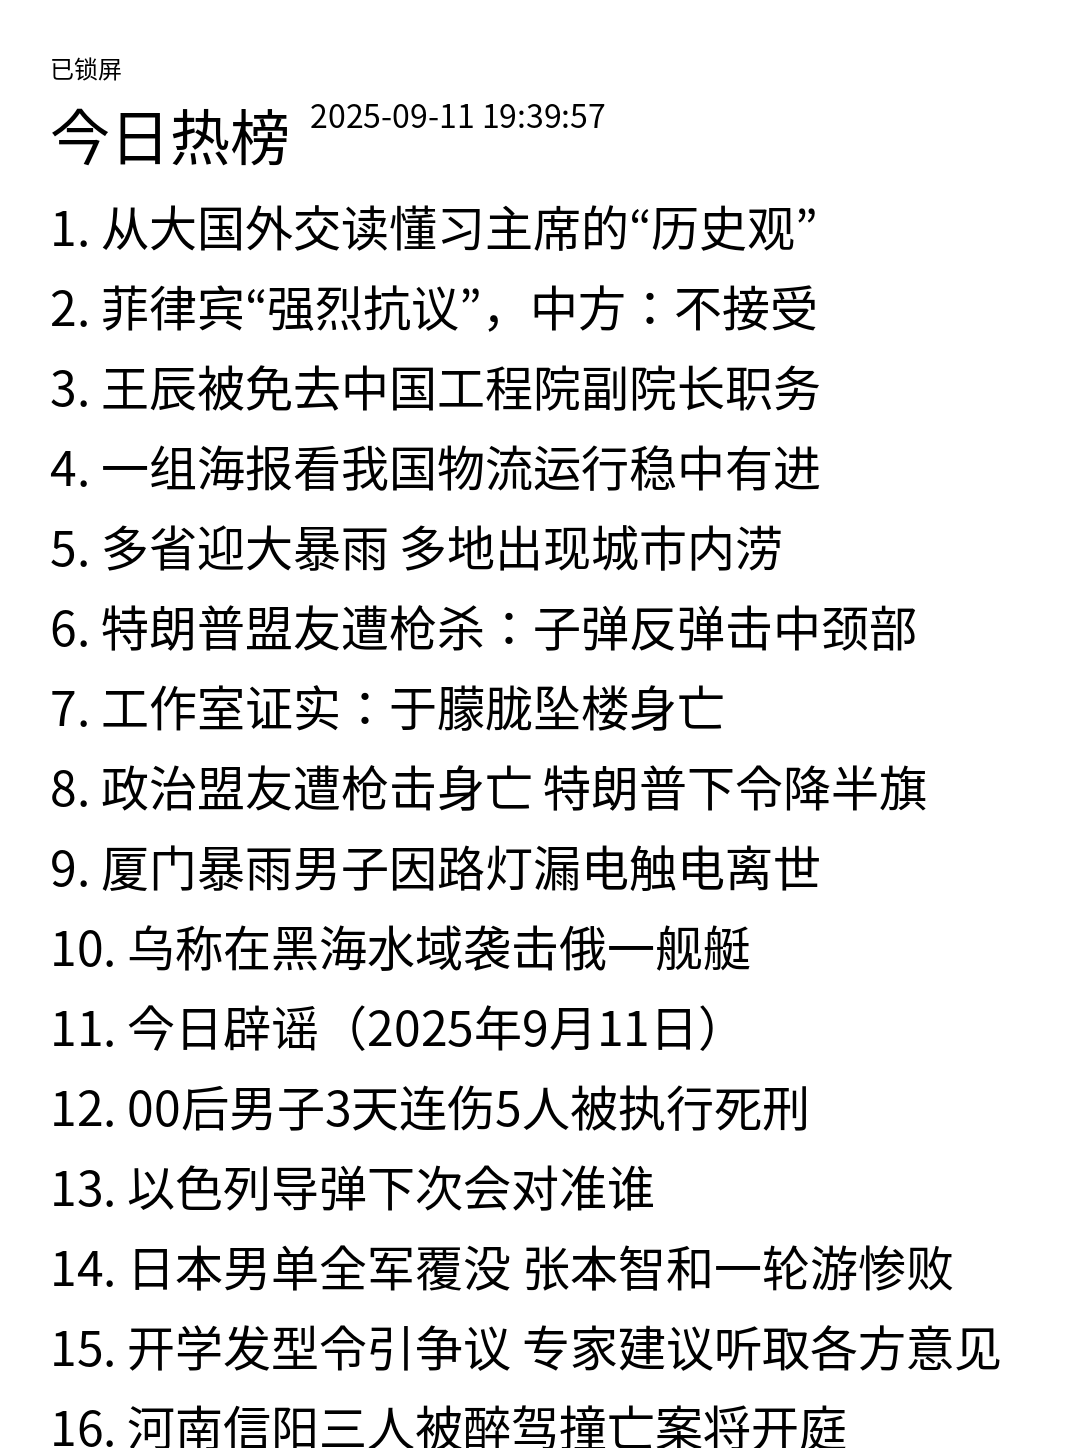 已锁屏
今日热榜 2025-09-11 19:39:57
1. 从大国外交读懂习主席的“历史观”
2. 菲律宾“强烈抗议”，中方：不接受
3. 王辰被免去中国工程院副院长职务
4. 一组海报看我国物流运行稳中有进
5. 多省迎大暴雨 多地出现城市内涝
6. 特朗普盟友遭枪杀：子弹反弹击中颈部
7. 工作室证实：于朦胧坠楼身亡
8. 政治盟友遭枪击身亡 特朗普下令降半旗
9. 厦门暴雨男子因路灯漏电触电离世
10. 乌称在黑海水域袭击俄一舰艇
11. 今日辟谣（2025年9月11日）
12. 00后男子3天连伤5人被执行死刑
13. 以色列导弹下次会对准谁
14. 日本男单全军覆没 张本智和一轮游惨败
15. 开学发型令引争议 专家建议听取各方意见
16. 河南信阳三人被醉驾撞亡案将开庭